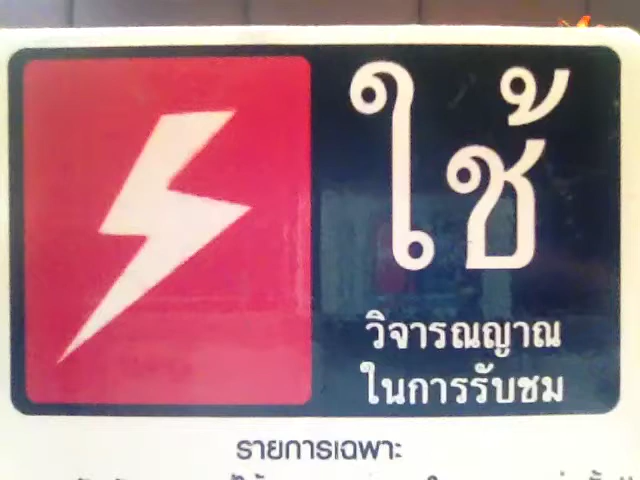 ใช้
วิจารณญาณ
ในการรับชม
รายการเฉพาะ